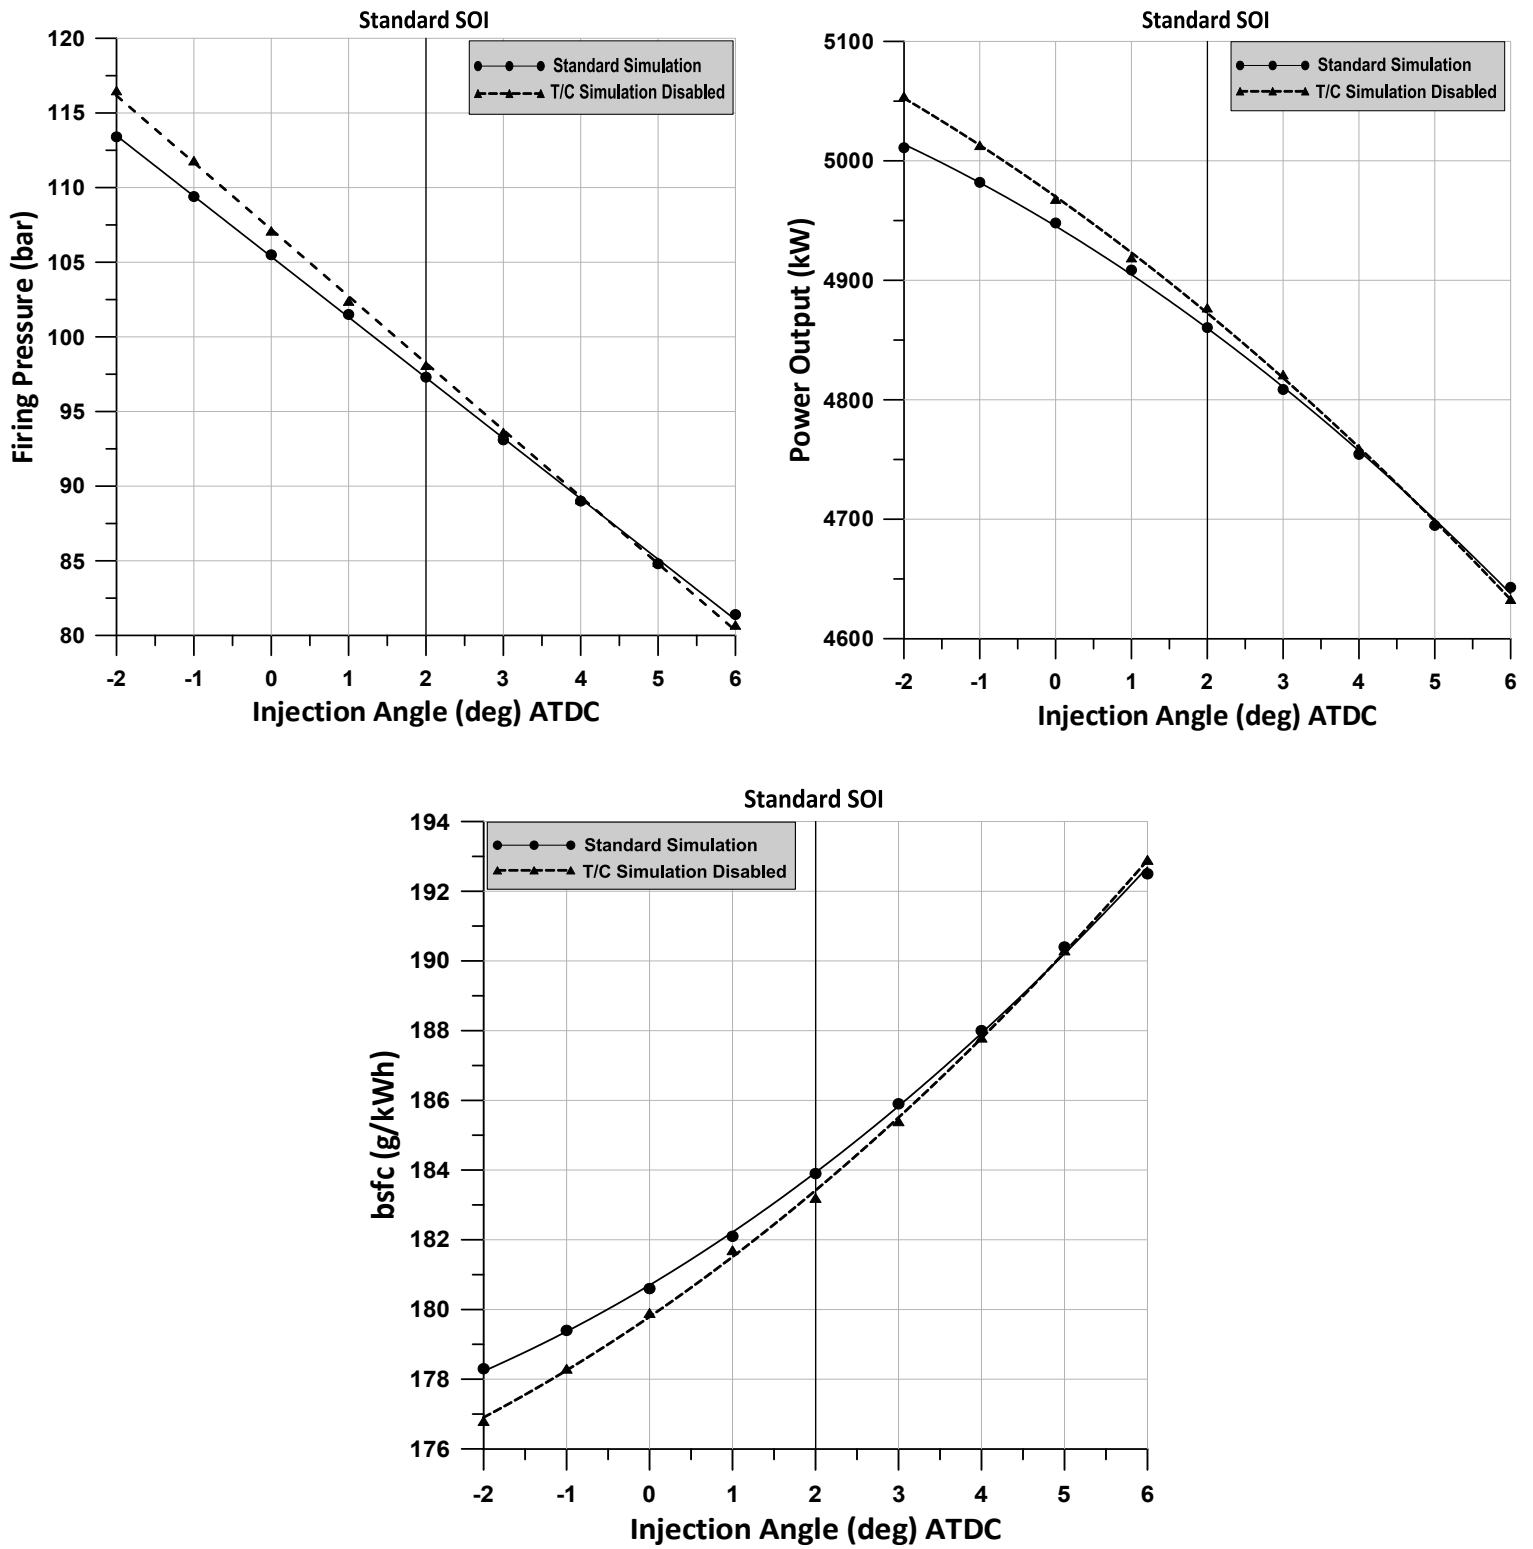 Standard SOI
120
115
110
105
100
95
90
85
80
Firing Pressure (bar)
Standard Simulation
T/C Simulation Disabled
-2 -1 0 1 2 3 4 5 6
Injection Angle (deg) ATDC
Standard SOI
5100
5000
4900
4800
4700
4600
Power Output (kW)
Standard Simulation
T/C Simulation Disabled
-2 -1 0 1 2 3 4 5 6
Injection Angle (deg) ATDC
Standard SOI
194
192
190
188
186
184
182
180
178
176
bsfc (g/kWh)
Standard Simulation
T/C Simulation Disabled
-2 -1 0 1 2 3 4 5 6
Injection Angle (deg) ATDC